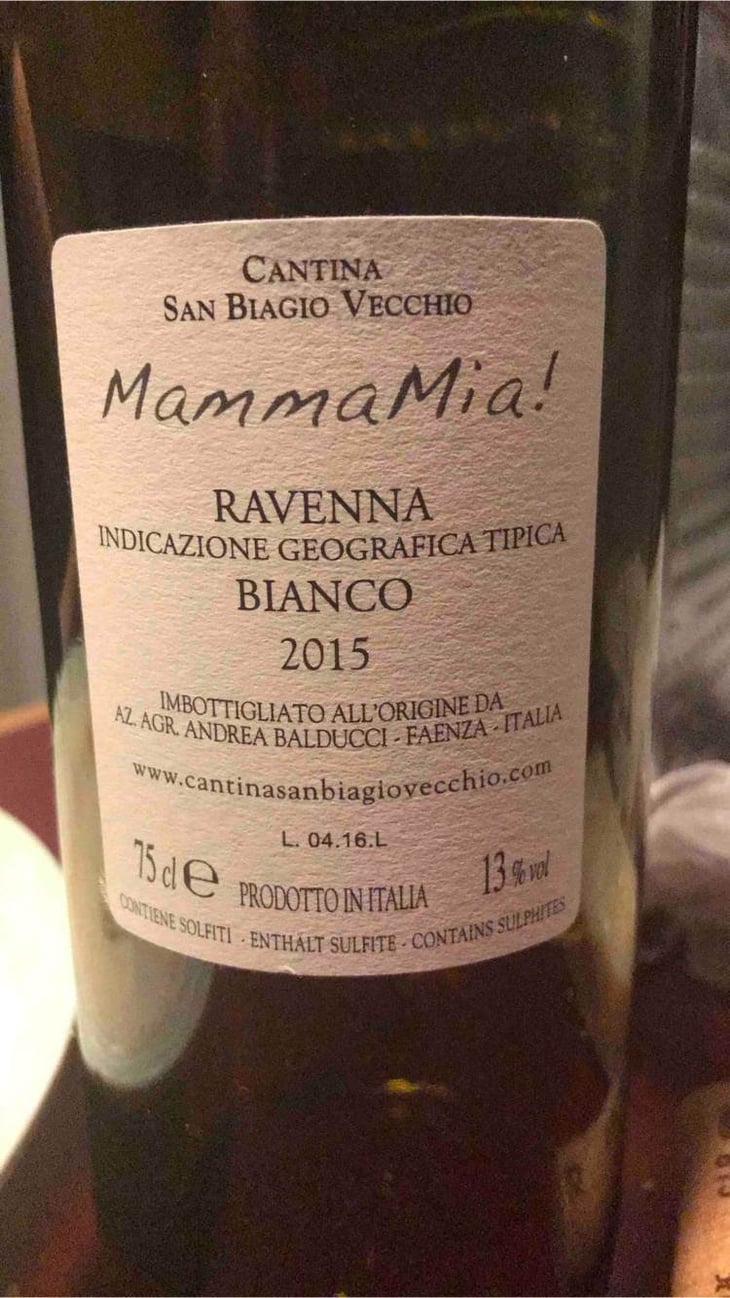 CANTINA
SAN BIAGIO VECCHIO
MammaMia!
RAVENNA
INDICAZIONE GEOGRAFICA TIPICA
BIANCO
2015
IMBOTTIGLIATO ALL'ORIGINE DA
AZ. AGR. ANDREA BALDUCCI - FAENZA - ITALIA
www.cantinasanbiagiovecchio.com
L. 04.16.L
75 cl e PRODOTTO IN ITALIA 13 % vol
CONTIENE SOLFITI - ENTHÄLT SULFITE - CONTAINS SULPHITES